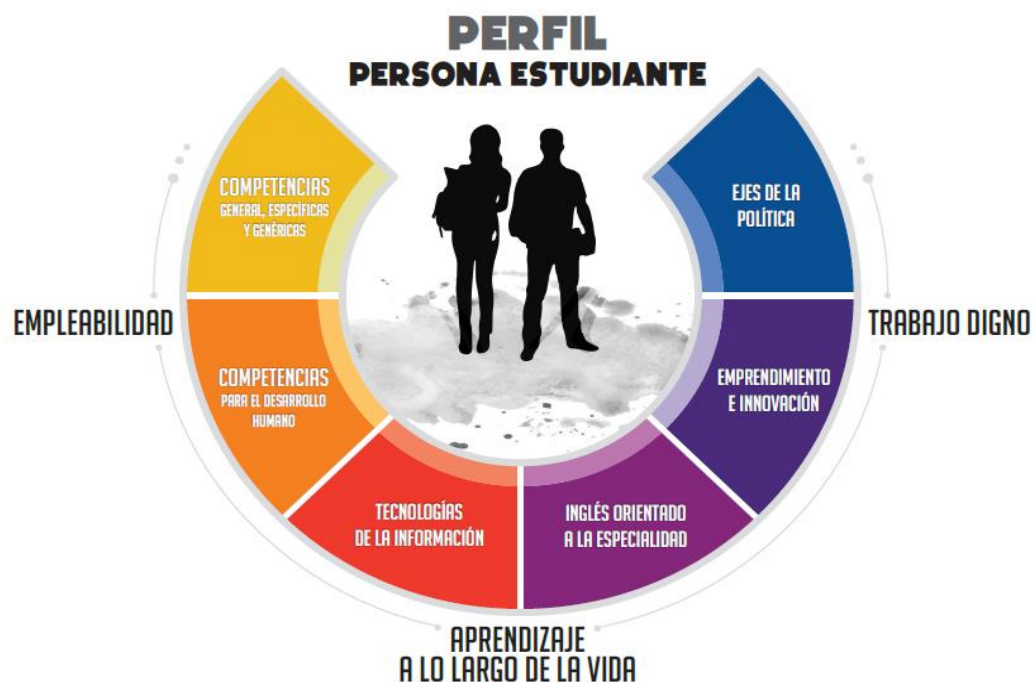 PERFIL
PERSONA ESTUDIANTE
COMPETENCIAS
GENERAL, ESPECÍFICAS
Y GENÉRICAS
EJES DE LA
POLÍTICA
EMPLEABILIDAD
TRABAJO DIGNO
COMPETENCIAS
PARA EL DESARROLLO
HUMANO
EMPRENDIMIENTO
E INNOVACIÓN
TECNOLOGÍAS
DE LA INFORMACIÓN
INGLÉS ORIENTADO
A LA ESPECIALIDAD
APRENDIZAJE
A LO LARGO DE LA VIDA